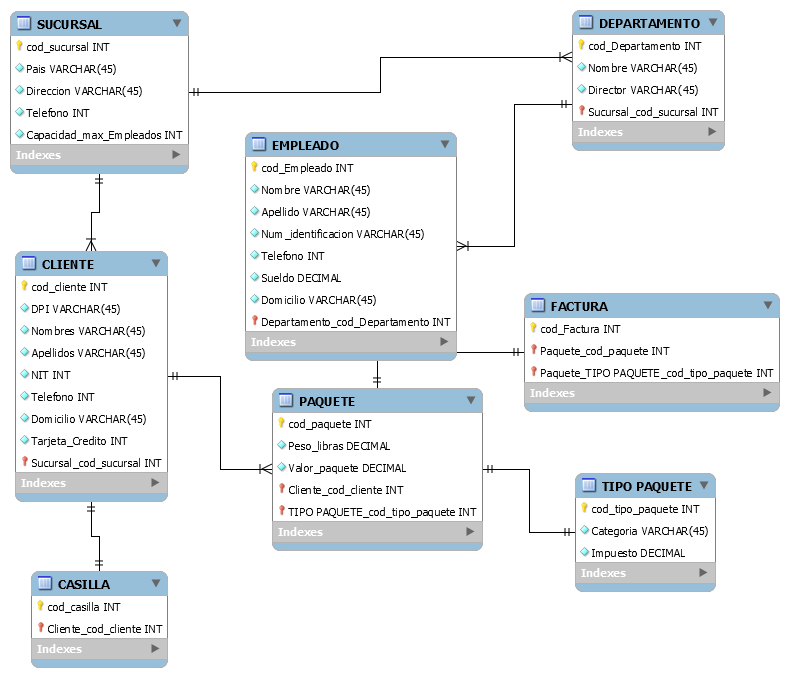 SUCURSAL
cod_sucursal INT
Pais VARCHAR(45)
Direccion VARCHAR(45)
Telefono INT
Capacidad_max_Empleados INT
Indexes
DEPARTAMENTO
cod_Departamento INT
Nombre VARCHAR(45)
Director VARCHAR(45)
Sucursal_cod_sucursal INT
Indexes
EMPLEADO
cod_Empleado INT
Nombre VARCHAR(45)
Apellido VARCHAR(45)
Num_identificacion VARCHAR(45)
Telefono INT
Sueldo DECIMAL
Domicilio VARCHAR(45)
Departamento_cod_Departamento INT
Indexes
CLIENTE
cod_cliente INT
DPI VARCHAR(45)
Nombres VARCHAR(45)
Apellidos VARCHAR(45)
NIT INT
Telefono INT
Domicilio VARCHAR(45)
Tarjeta_Credito INT
Sucursal_cod_sucursal INT
Indexes
FACTURA
cod_Factura INT
Paquete_cod_paquete INT
Paquete_TIPO PAQUETE_cod_tipo_paquete INT
Indexes
PAQUETE
cod_paquete INT
Peso_libras DECIMAL
Valor_paquete DECIMAL
Cliente_cod_cliente INT
TIPO PAQUETE_cod_tipo_paquete INT
Indexes
TIPO PAQUETE
cod_tipo_paquete INT
Categoria VARCHAR(45)
Impuesto DECIMAL
Indexes
CASILLA
cod_casilla INT
Cliente_cod_cliente INT
Indexes